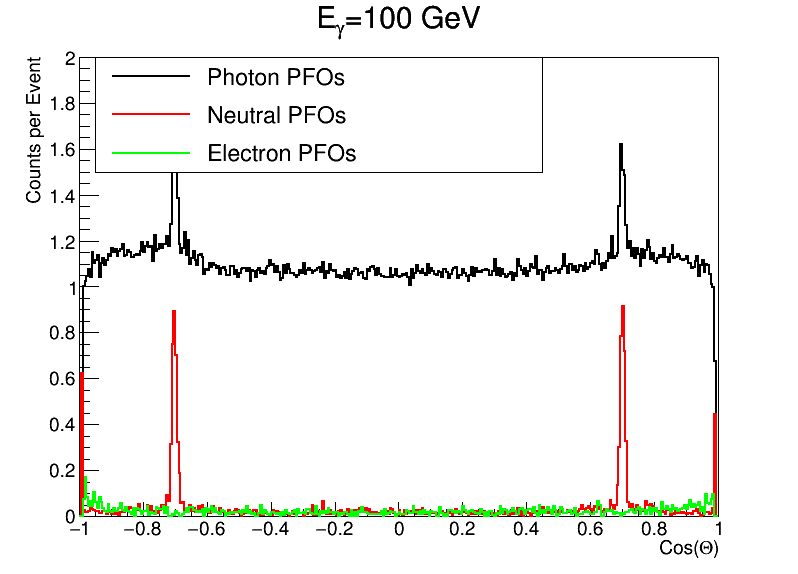 E_γ=100 GeV
Counts per Event
Photon PFOs
Neutral PFOs
Electron PFOs
2
1.8
1.6
1.4
1.2
1
0.8
0.6
0.4
0.2
0
−1 −0.8 −0.6 −0.4 −0.2 0 0.2 0.4 0.6 0.8 1
Cos(Θ)